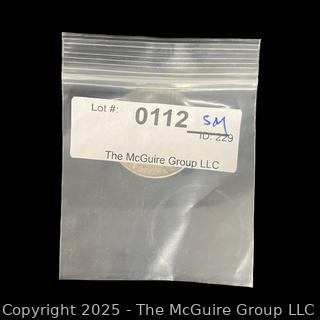 Lot #: 0112 SM
ID: 229
The McGuire Group LLC
Copyright 2025 - The McGuire Group LLC